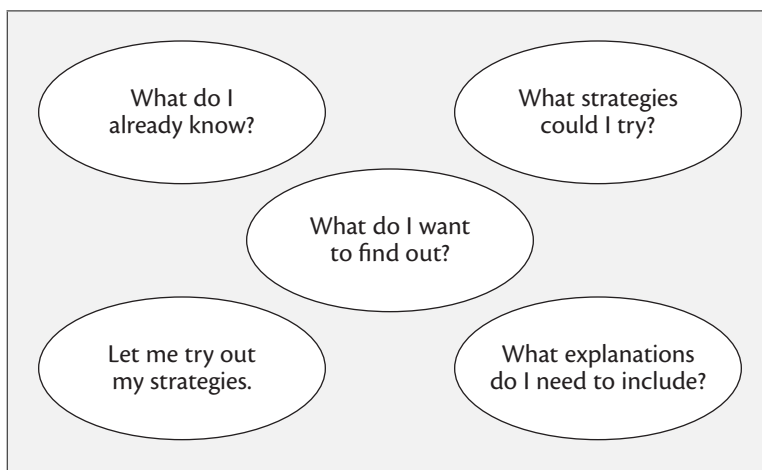 What do I
already know?
What strategies
could I try?
What do I want
to find out?
Let me try out
my strategies.
What explanations
do I need to include?